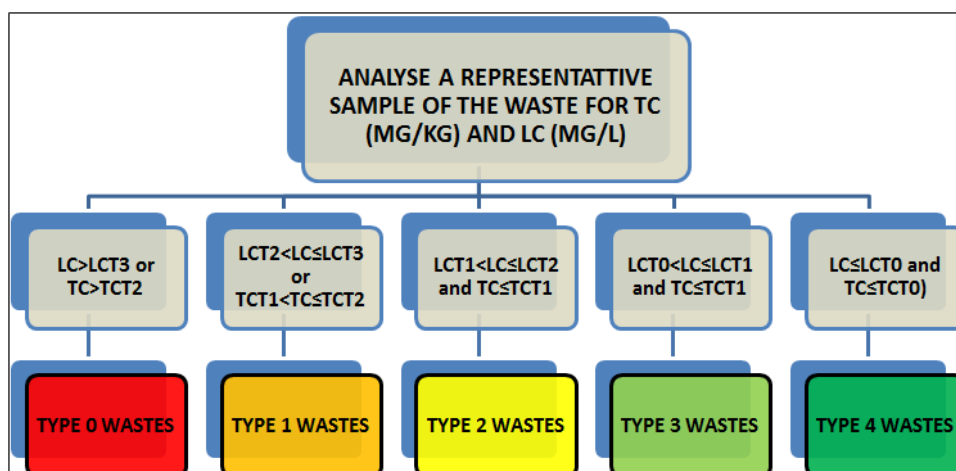 ANALYSE A REPRESENTATTIVE
SAMPLE OF THE WASTE FOR TC
(MG/KG) AND LC (MG/L)
LC>LCT3 or
TC>TCT2
LCT2<LC≤LCT3
or
TCT1<TC≤TCT2
LCT1<LC≤LCT2
and TC≤TCT1
LCT0<LC≤LCT1
and TC≤TCT1
LC≤LCT0 and
TC≤TCT0)
TYPE 0 WASTES
TYPE 1 WASTES
TYPE 2 WASTES
TYPE 3 WASTES
TYPE 4 WASTES